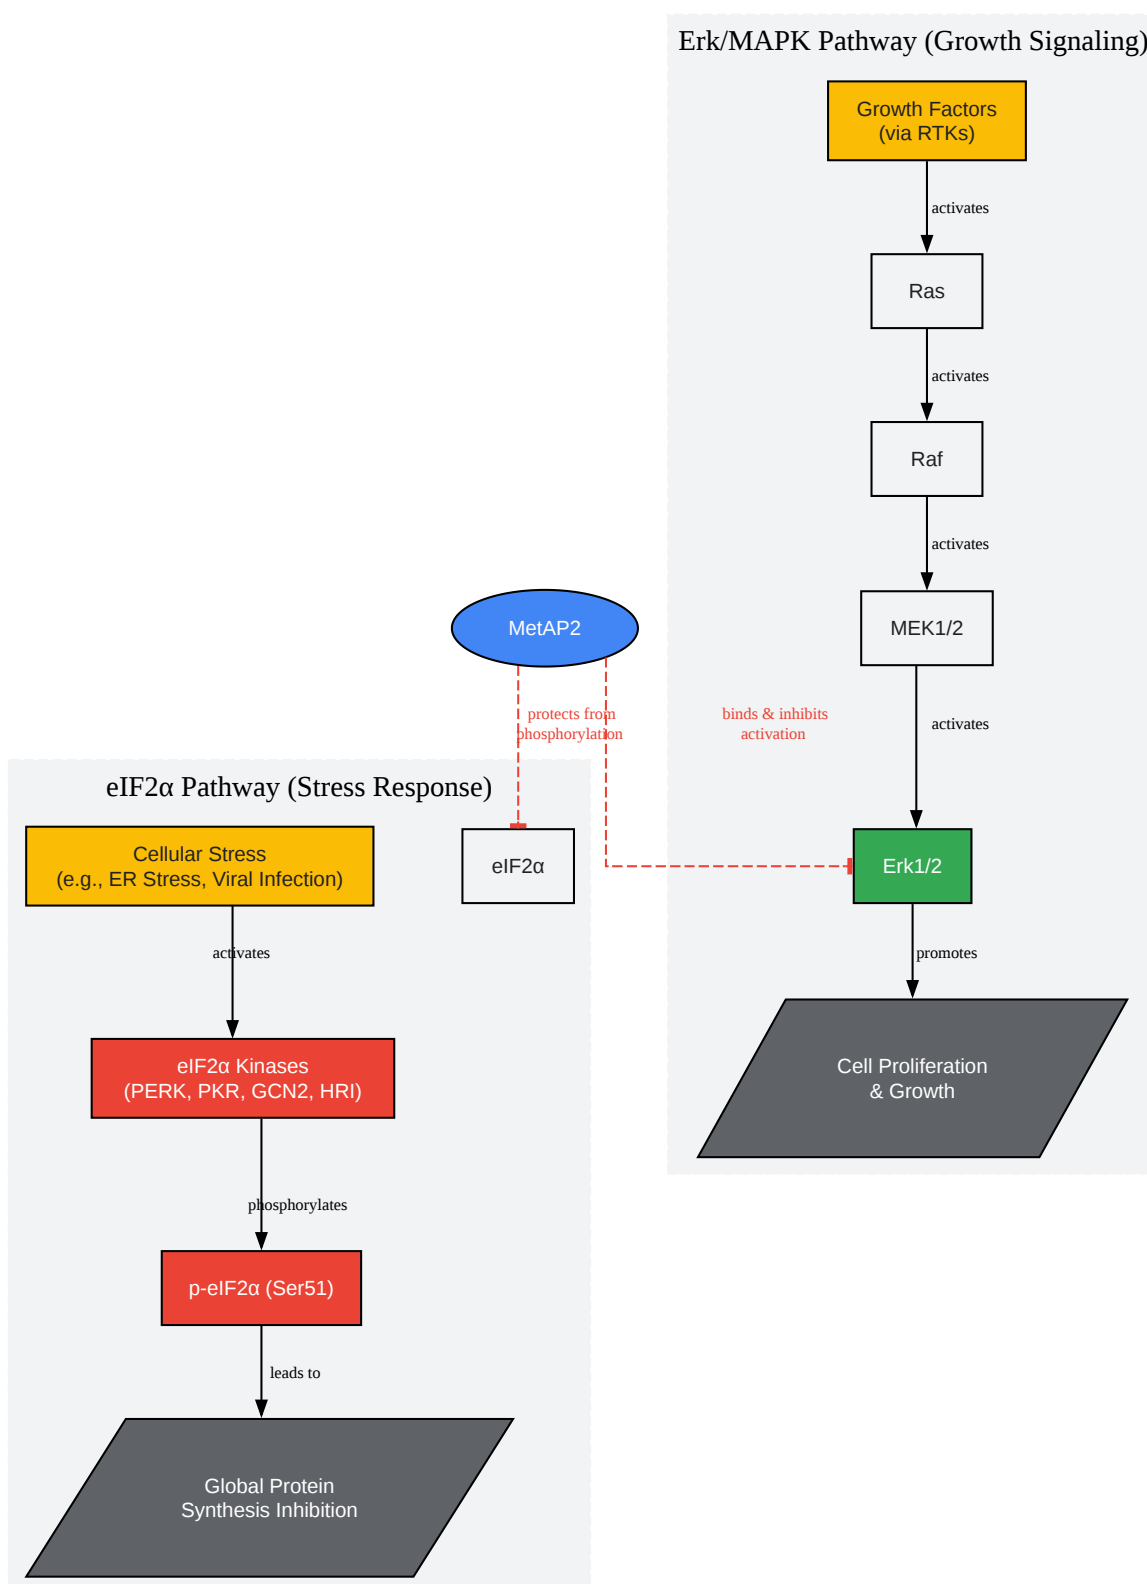 Erk/MAPK Pathway (Growth Signaling)
Growth Factors
(via RTKs)
activates
Ras
activates
Raf
activates
MEK1/2
MetAP2
protects from
phosphorylation
binds & inhibits
activation
activates
eIF2α Pathway (Stress Response)
Cellular Stress
(e.g., ER Stress, Viral Infection)
eIF2α
Erk1/2
activates
promotes
eIF2α Kinases
(PERK, PKR, GCN2, HRI)
Cell Proliferation
& Growth
phosphorylates
p-eIF2α (Ser51)
leads to
Global Protein
Synthesis Inhibition